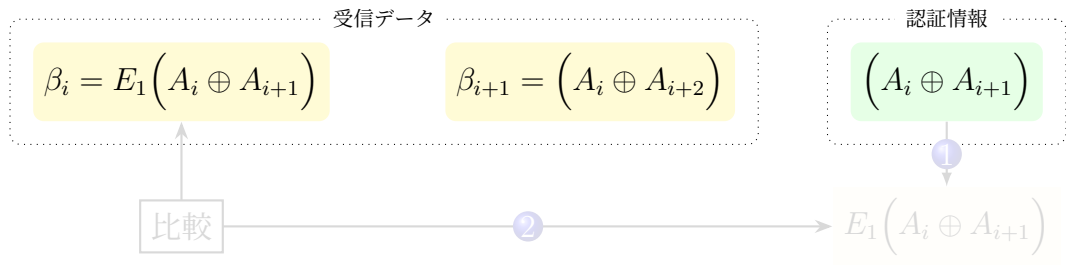 受信データ
認証情報
β_i = E_1(A_i ⊕ A_{i+1})
β_{i+1} = (A_i ⊕ A_{i+2})
(A_i ⊕ A_{i+1})
1
比較
2
E_1(A_i ⊕ A_{i+1})